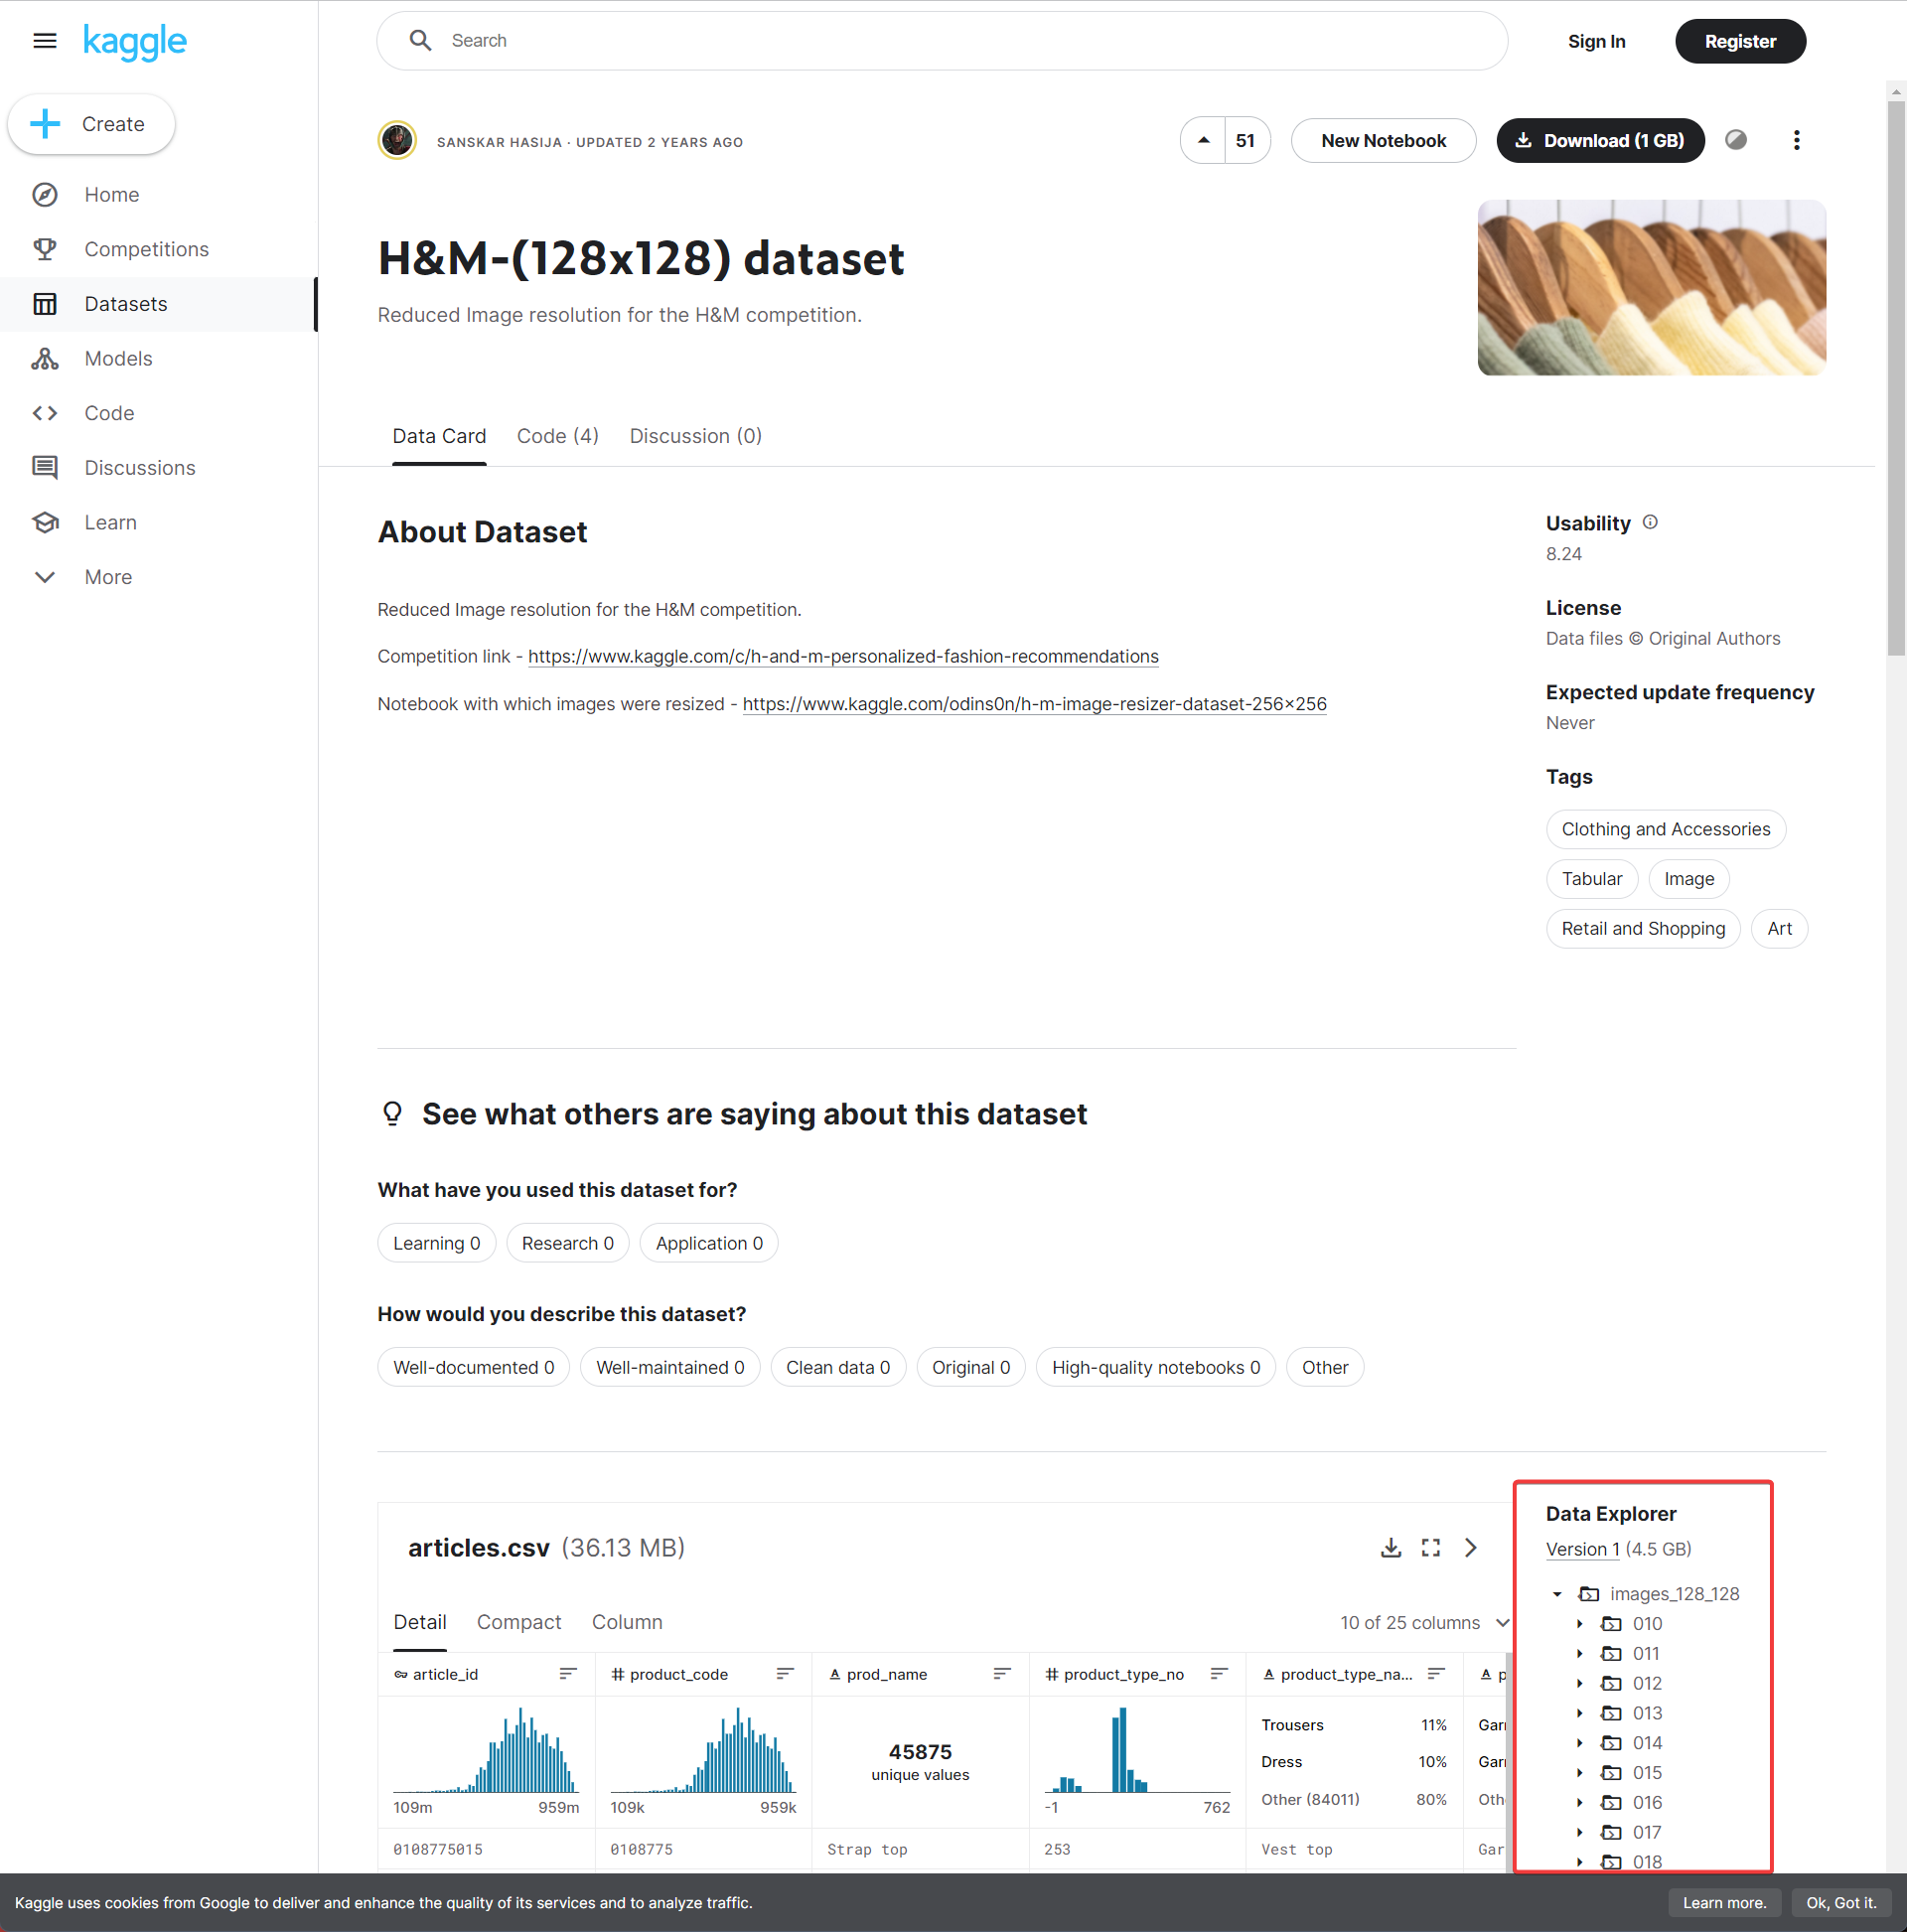 kaggle
Search
Sign In
Register
Create
Home
Competitions
Datasets
Models
Code
Discussions
Learn
More
SANSKAR HASIJA · UPDATED 2 YEARS AGO
51
New Notebook
Download (1 GB)
H&M-(128x128) dataset
Reduced Image resolution for the H&M competition.
Data Card
Code (4)
Discussion (0)
About Dataset
Reduced Image resolution for the H&M competition.
Competition link - https://www.kaggle.com/c/h-and-m-personalized-fashion-recommendations
Notebook with which images were resized - https://www.kaggle.com/odins0n/h-m-image-resizer-dataset-256×256
Usability
8.24
License
Data files © Original Authors
Expected update frequency
Never
Tags
Clothing and Accessories
Tabular
Image
Retail and Shopping
Art
See what others are saying about this dataset
What have you used this dataset for?
Learning 0
Research 0
Application 0
How would you describe this dataset?
Well-documented 0
Well-maintained 0
Clean data 0
Original 0
High-quality notebooks 0
Other
articles.csv (36.13 MB)
Detail
Compact
Column
10 of 25 columns
article_id
# product_code
A prod_name
# product_type_no
A product_type_na...
A p
109m 959m
109k 959k
45875
unique values
-1 762
Trousers 11%
Dress 10%
Other (84011) 80%
Gar
Gar
Oth
0108775015
0108775
Strap top
253
Vest top
Gar
Data Explorer
Version 1 (4.5 GB)
images_128_128
010
011
012
013
014
015
016
017
018
Kaggle uses cookies from Google to deliver and enhance the quality of its services and to analyze traffic.
Learn more.
Ok, Got it.